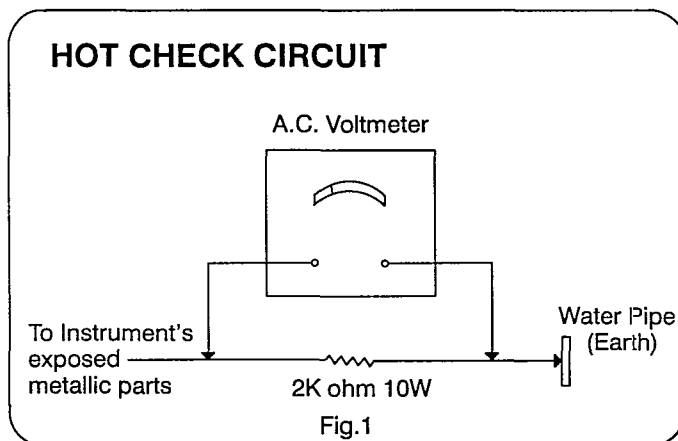 HOT CHECK CIRCUIT
A.C. Voltmeter
To Instrument's
exposed
metallic parts
2K ohm 10W
Water Pipe
(Earth)
Fig.1